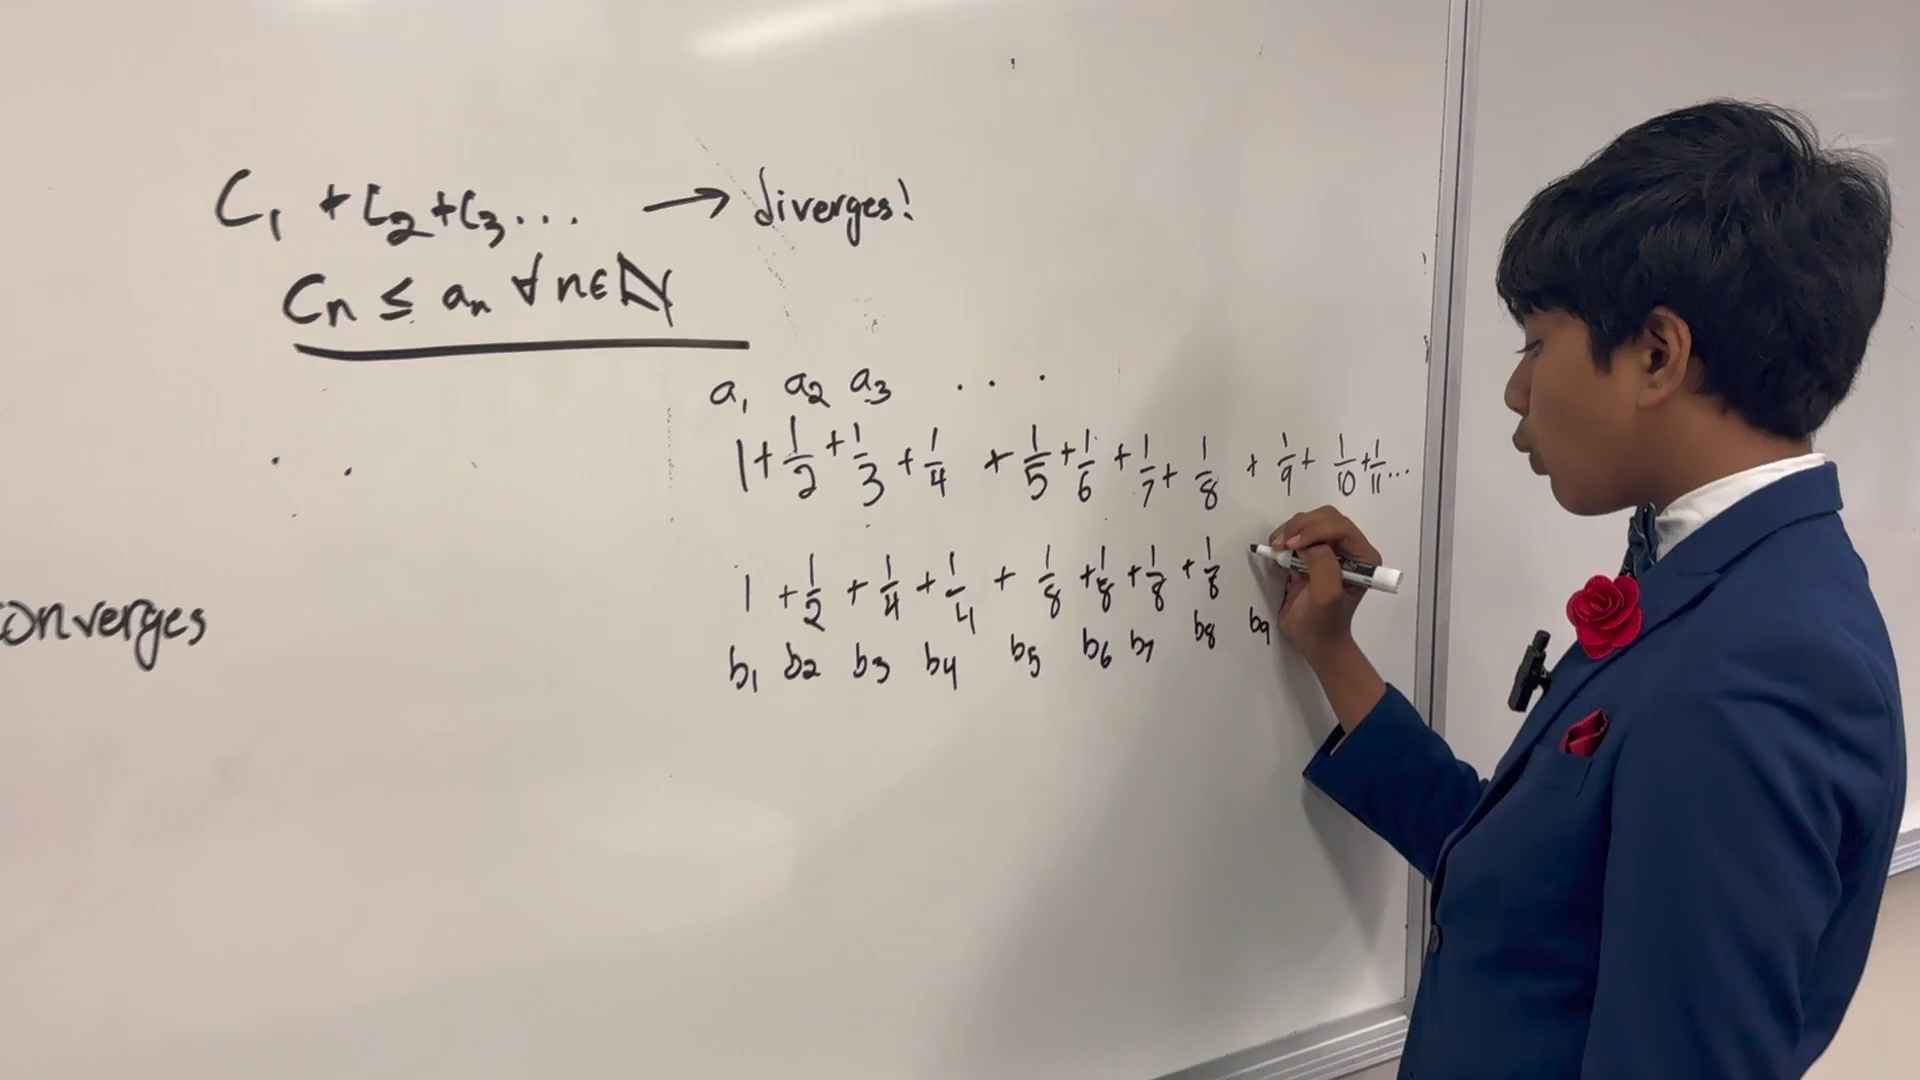 C₁ + C₂ + C₃ ... → diverges!
Cₙ ≤ aₙ ∀ n ∈ ℕ
a₁ a₂ a₃ ...
1 + 1/2 + 1/3 + 1/4 + 1/5 + 1/6 + 1/7 + 1/8 + 1/9 + 1/10 + 1/11 ...
1 + 1/2 + 1/4 + 1/4 + 1/8 + 1/8 + 1/8 + 1/8
onverges
b₁ b₂ b₃ b₄ b₅ b₆ b₇ b₈ b₉